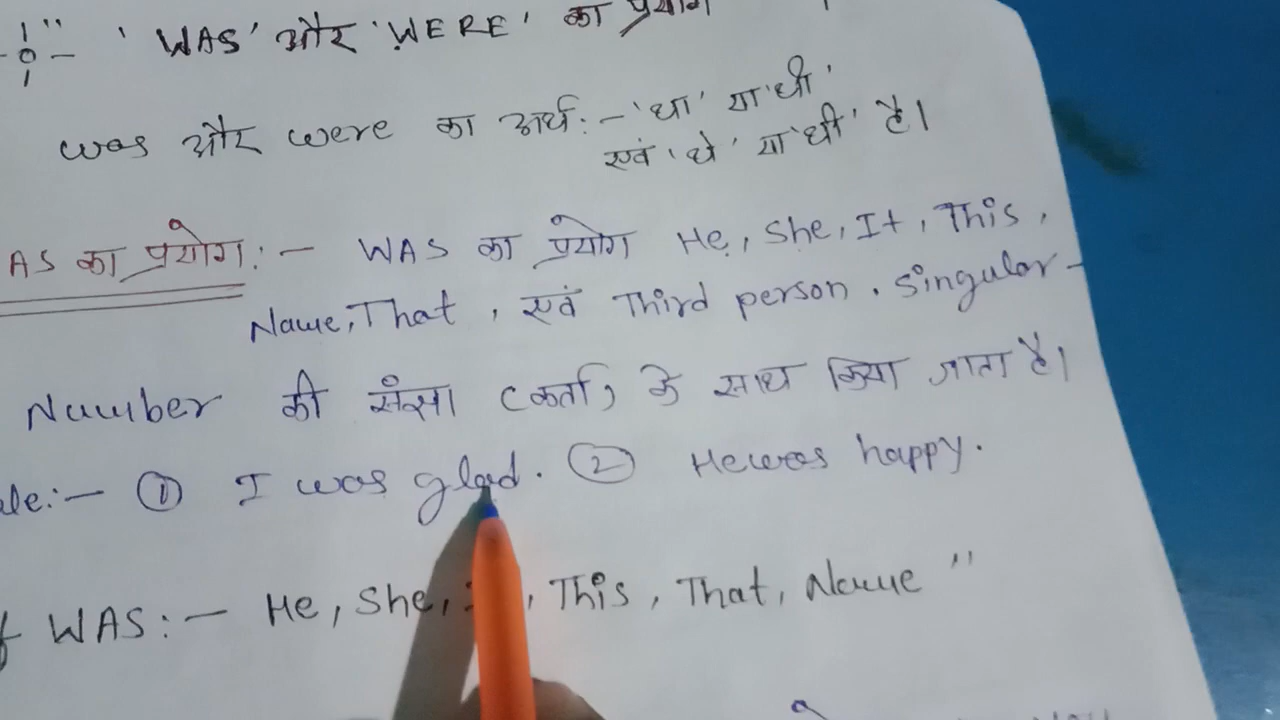 'WAS' और 'WERE' का प्रयोग
was और were का अर्थ:- 'था' या 'थी'
एवं 'थे' या 'थी' है।
AS का प्रयोग:- WAS का प्रयोग He, She, It, This,
Name, That, एवं Third person. Singular-
Number की संज्ञा (कर्ता) के साथ किया जाता है।
le:- ① I was glad. ② He was happy.
f WAS:- He, She, This, That, Name"